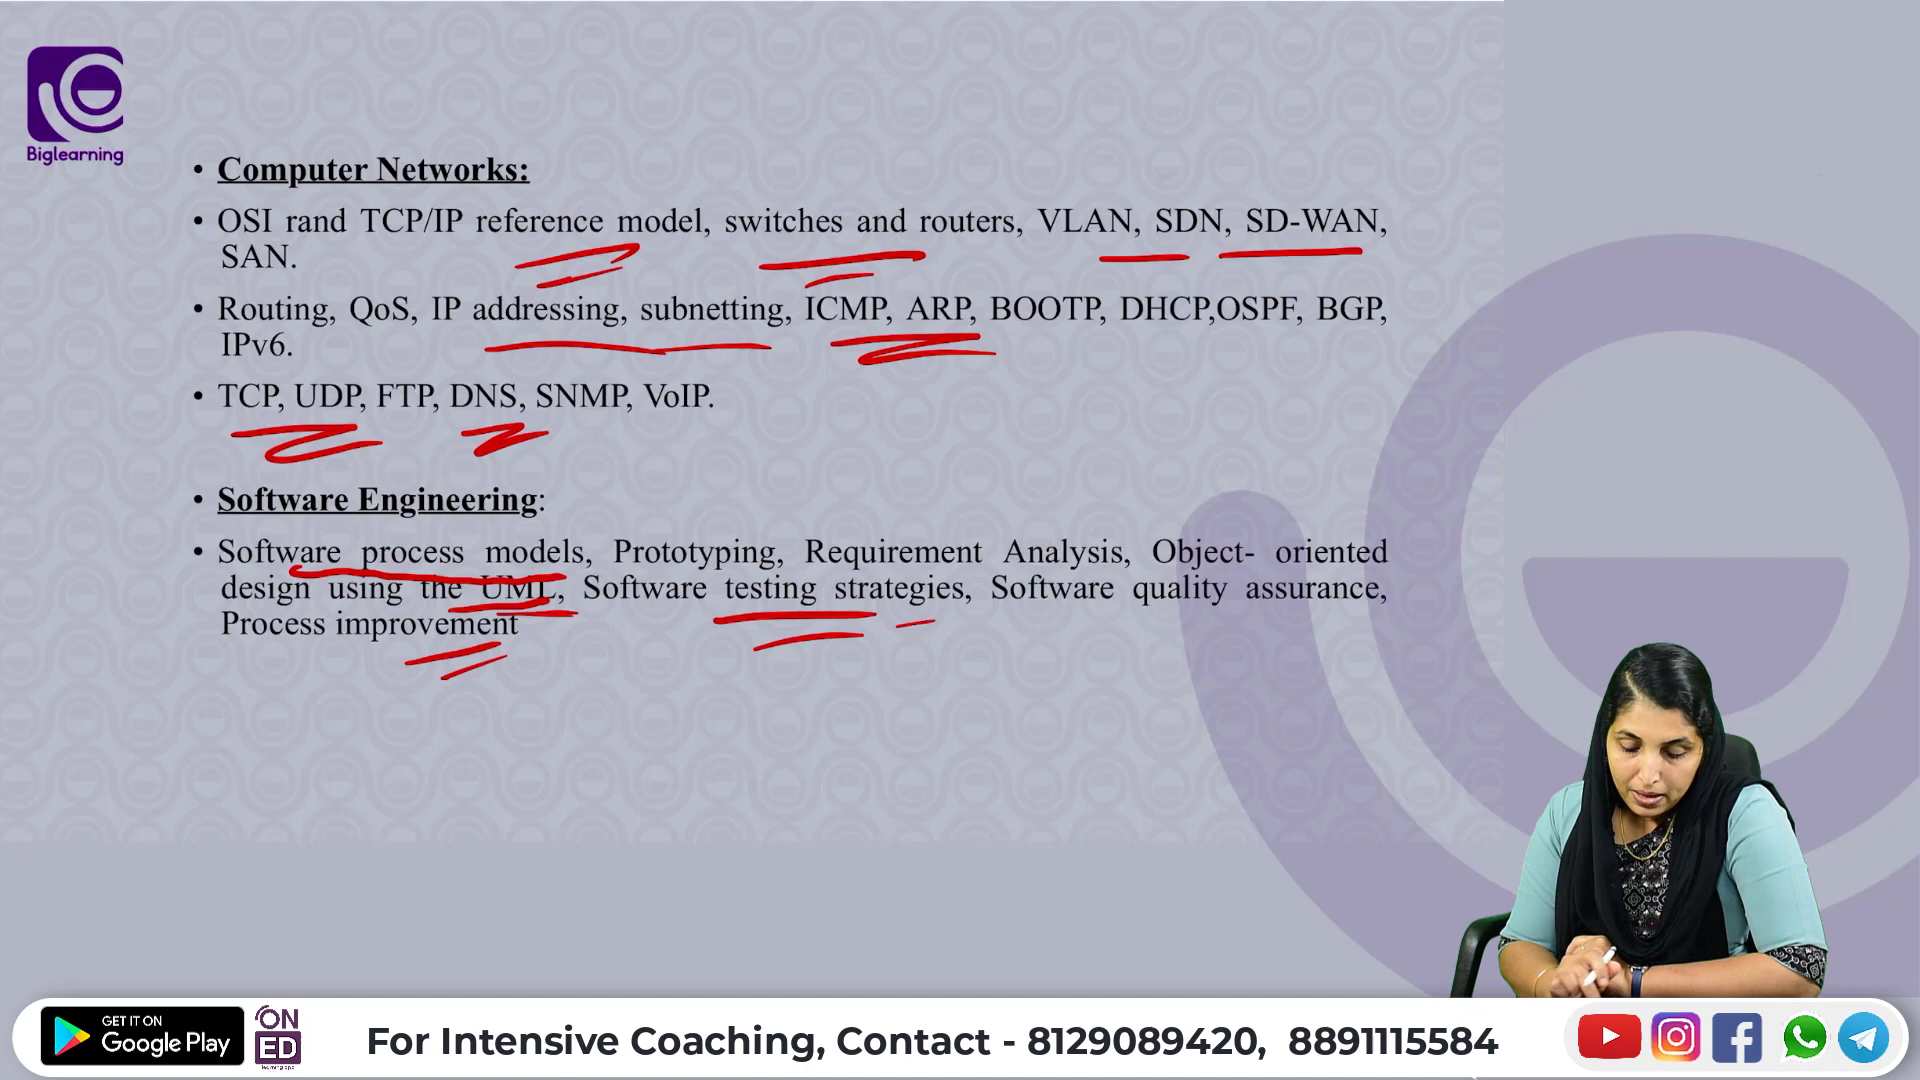 Biglearning
• Computer Networks:
• OSI rand TCP/IP reference model, switches and routers, VLAN, SDN, SD-WAN,
SAN.
• Routing, QoS, IP addressing, subnetting, ICMP, ARP, BOOTP, DHCP,OSPF, BGP,
IPv6.
• TCP, UDP, FTP, DNS, SNMP, VoIP.
• Software Engineering:
• Software process models, Prototyping, Requirement Analysis, Object- oriented
design using the UML, Software testing strategies, Software quality assurance,
Process improvement
GET IT ON
Google Play
ON
ED
For Intensive Coaching, Contact - 8129089420, 8891115584